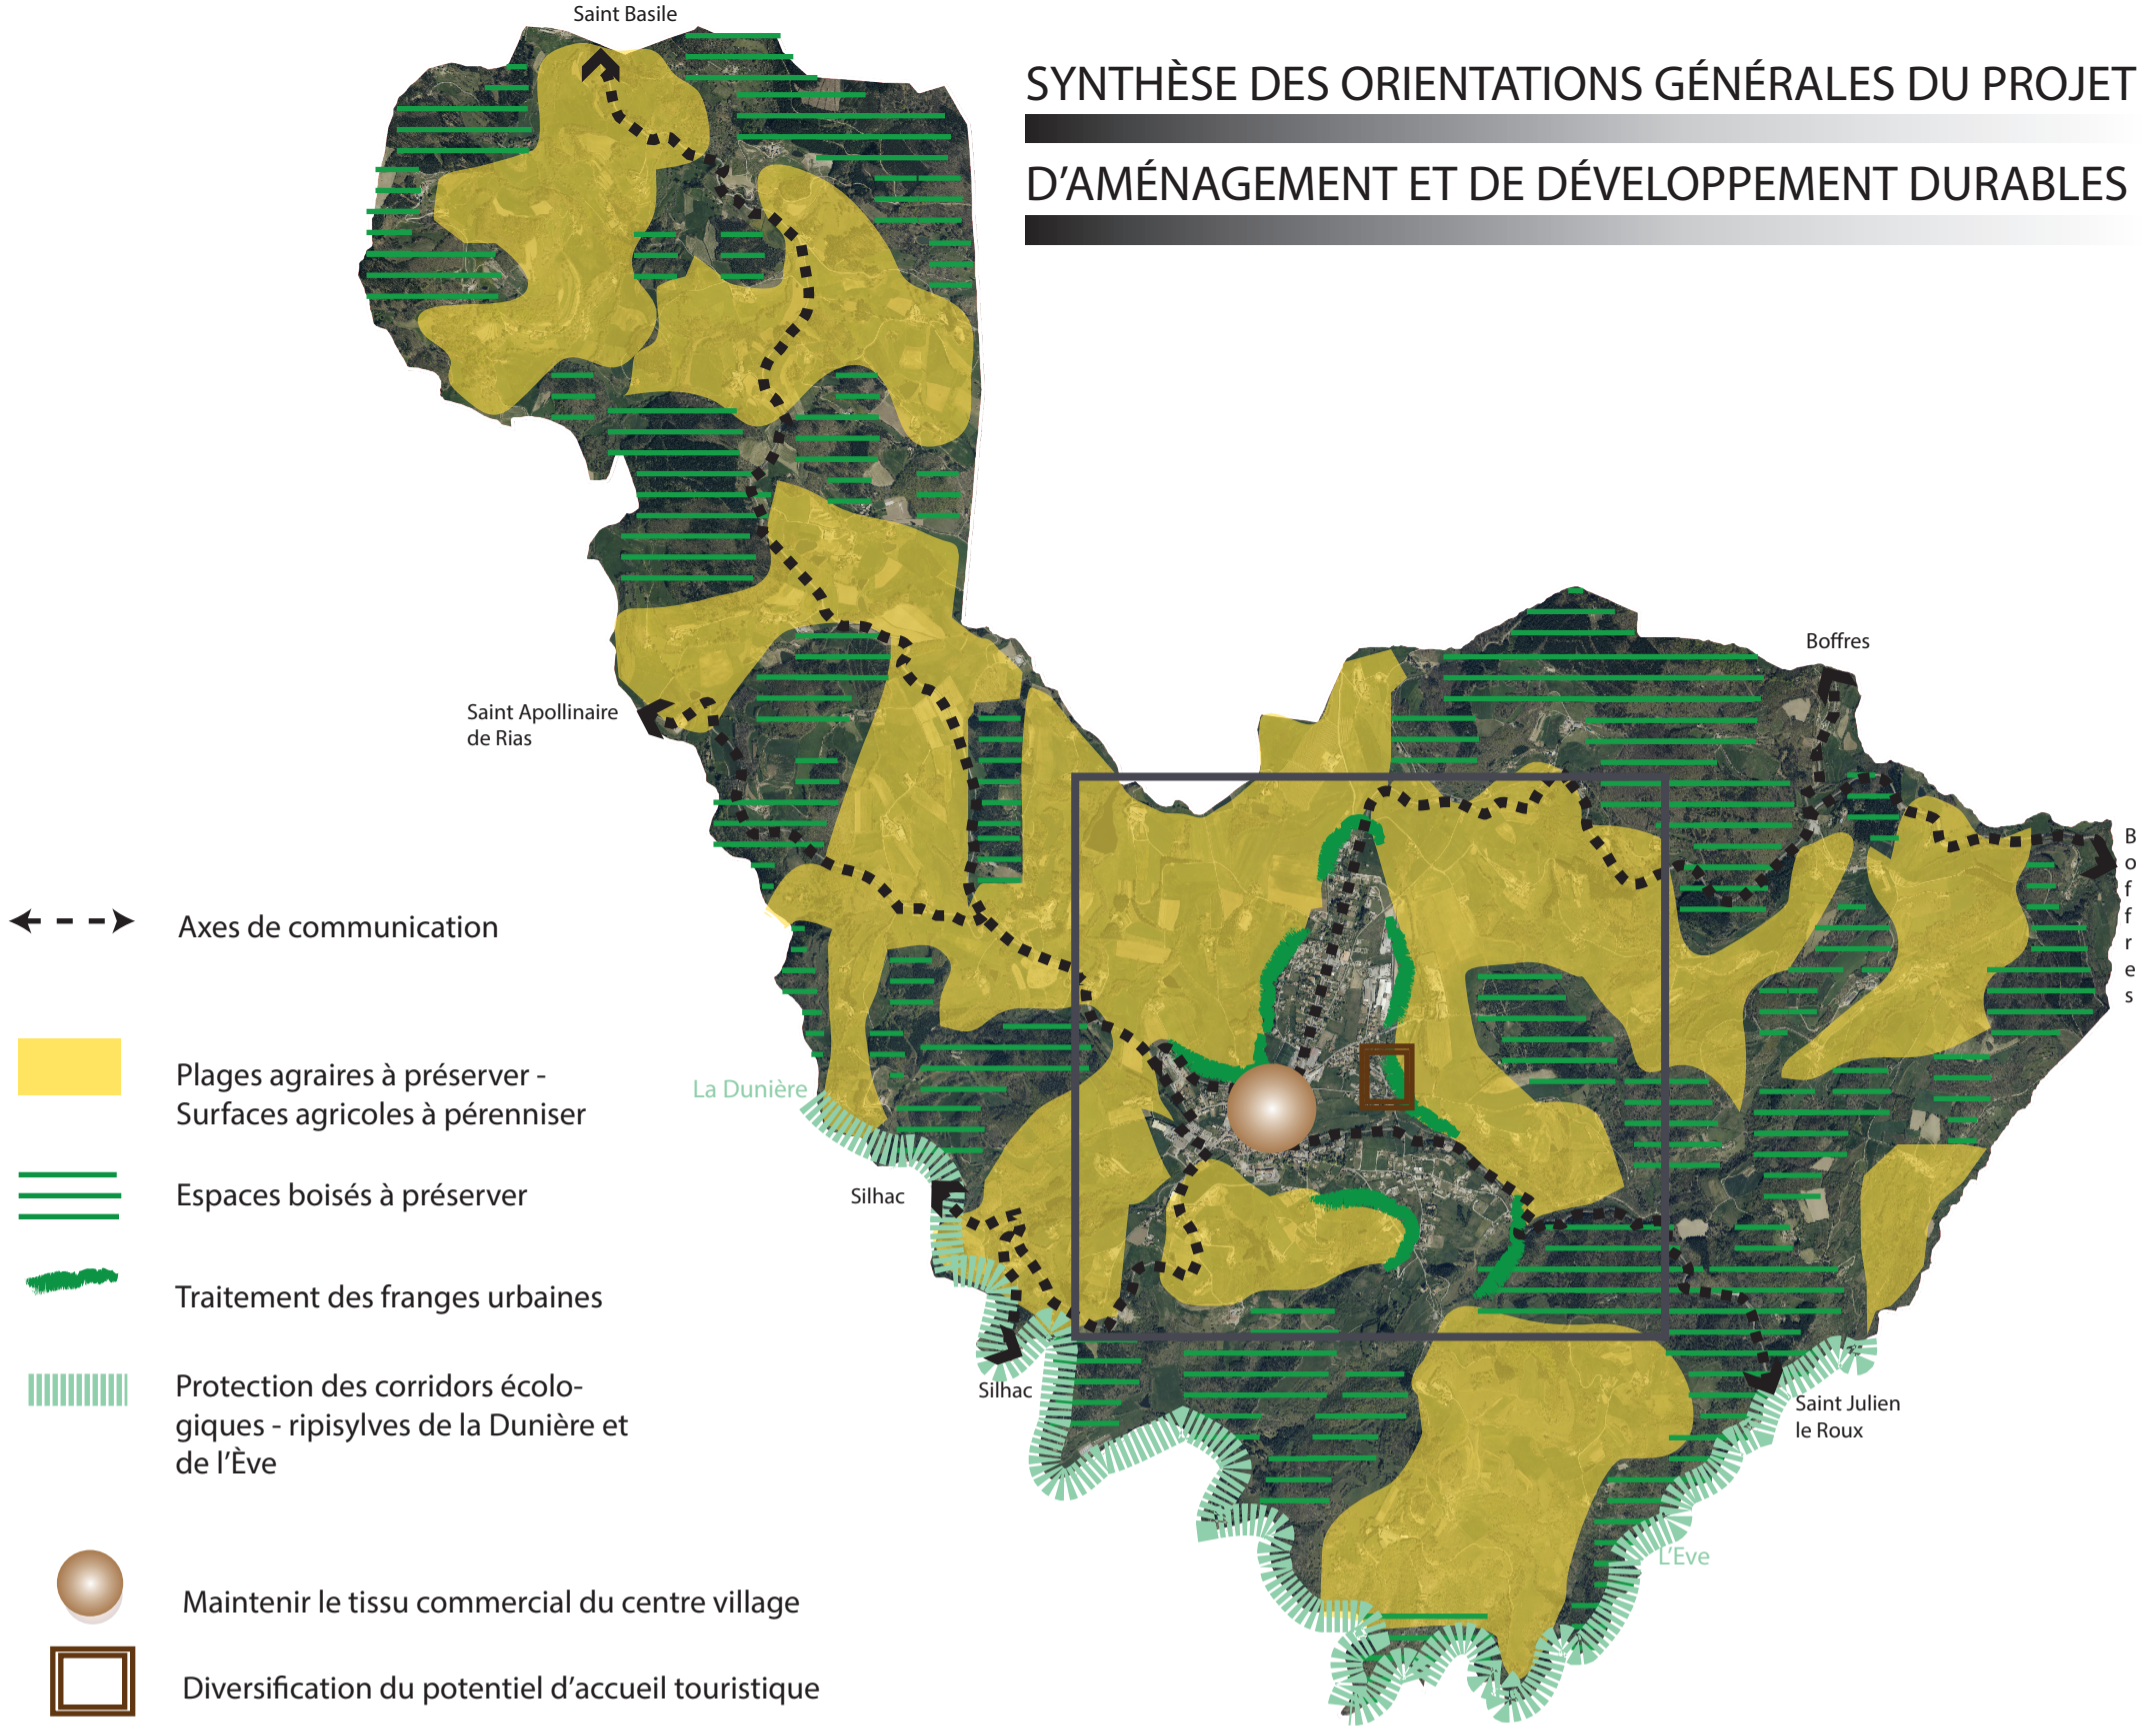 Saint Basile
SYNTHÈSE DES ORIENTATIONS GÉNÉRALES DU PROJET
D'AMÉNAGEMENT ET DE DÉVELOPPEMENT DURABLES
Boffres
Saint Apollinaire
de Rias
Boffres
Axes de communication
Plages agraires à préserver -
Surfaces agricoles à pérenniser
La Dunière
Espaces boisés à préserver
Silhac
Traitement des franges urbaines
Silhac
Protection des corridors écolo-
giques - ripisylves de la Dunière et
de l'Ève
Saint Julien
le Roux
L'Eve
Maintenir le tissu commercial du centre village
Diversification du potentiel d'accueil touristique